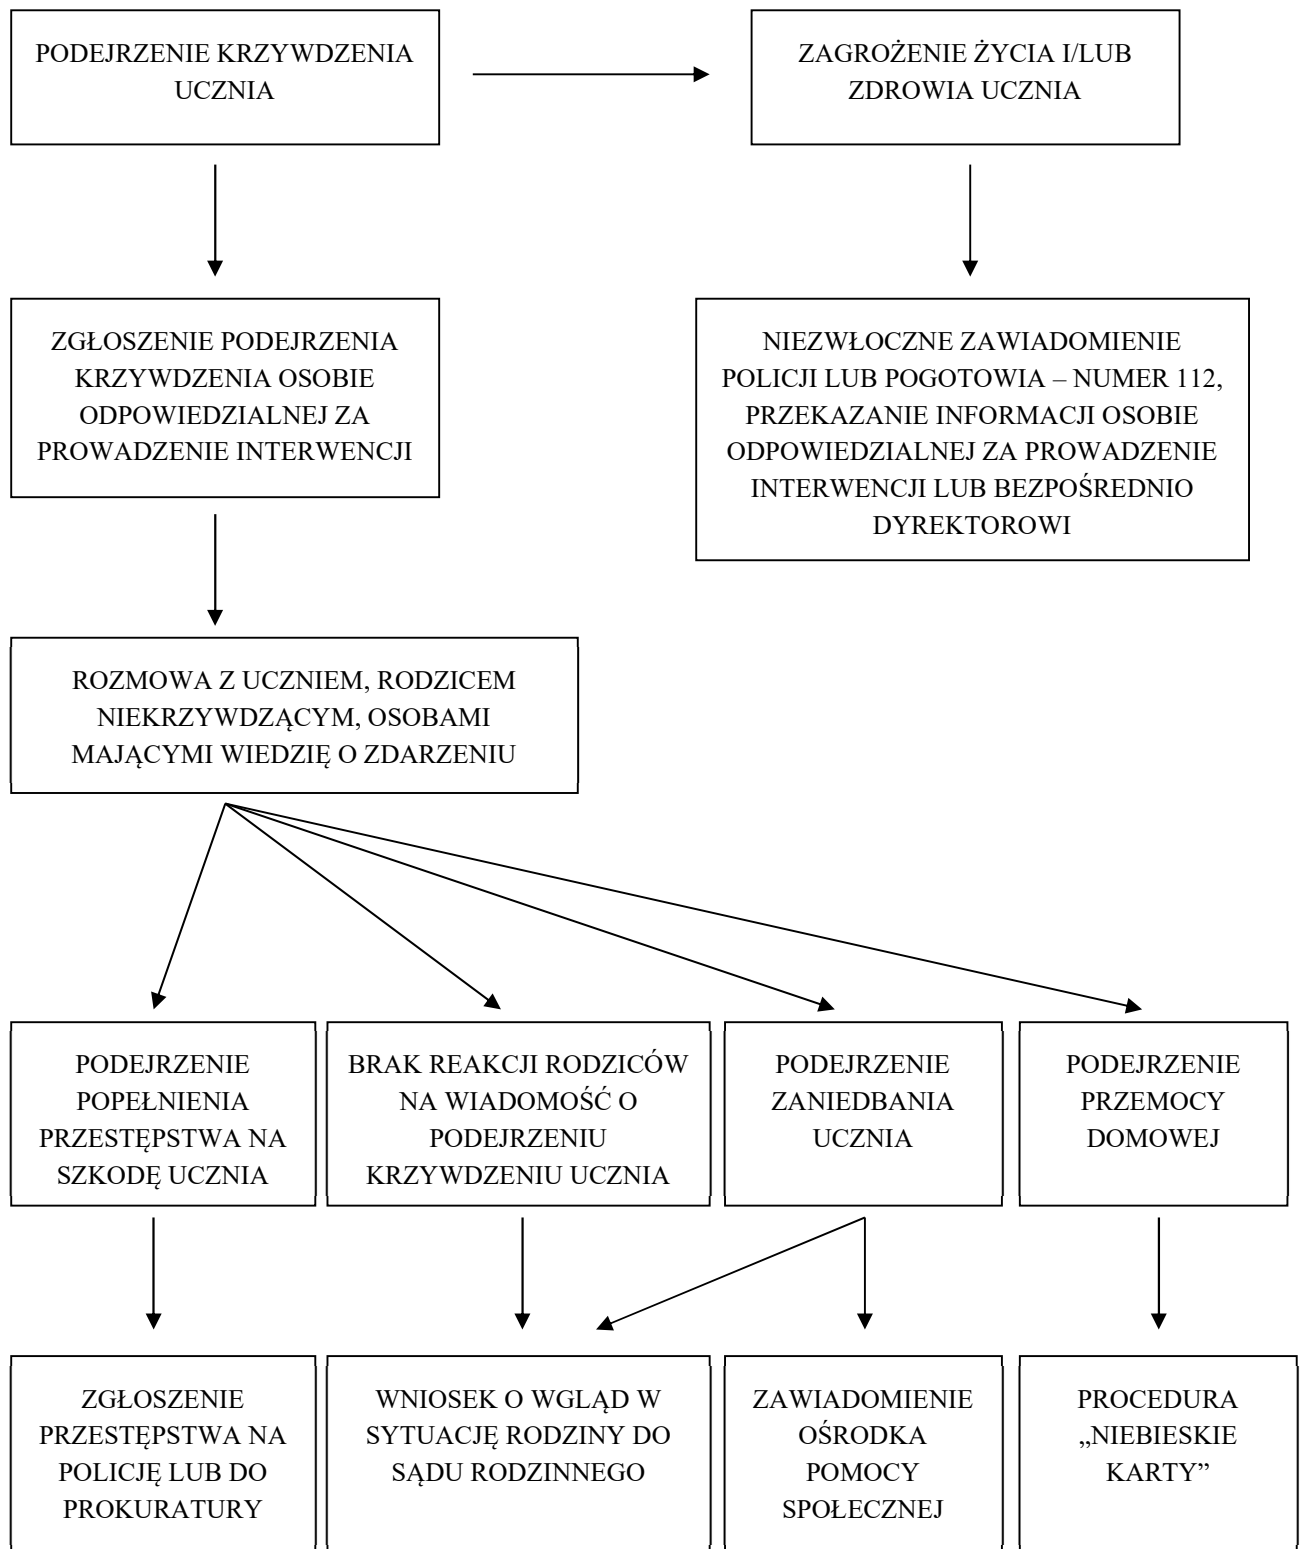 PODEJRZENIE KRZYWDZENIA
UCZNIA
ZAGROŻENIE ŻYCIA I/LUB
ZDROWIA UCZNIA
ZGŁOSZENIE PODEJRZENIA
KRZYWDZENIA OSOBIE
ODPOWIEDZIALNEJ ZA
PROWADZENIE INTERWENCJI
NIEZWŁOCZNE ZAWIADOMIENIE
POLICJI LUB POGOTOWIA – NUMER 112,
PRZEKAZANIE INFORMACJI OSOBIE
ODPOWIEDZIALNEJ ZA PROWADZENIE
INTERWENCJI LUB BEZPOŚREDNIO
DYREKTOROWI
ROZMOWA Z UCZNIEM, RODZICEM
NIEKRZYWDZĄCYM, OSOBAMI
MAJĄCYMI WIEDZIĘ O ZDARZENIU
PODEJRZENIE
POPEŁNIENIA
PRZESTĘPSTWA NA
SZKODĘ UCZNIA
BRAK REAKCJI RODZICÓW
NA WIADOMOŚĆ O
PODEJRZENIU
KRZYWDZENIU UCZNIA
PODEJRZENIE
ZANIEDBANIA
UCZNIA
PODEJRZENIE
PRZEMOCY
DOMOWEJ
ZGŁOSZENIE
PRZESTĘPSTWA NA
POLICJĘ LUB DO
PROKURATURY
WNIOSEK O WGLĄD W
SYTUACJĘ RODZINY DO
SĄDU RODZINNEGO
ZAWIADOMIENIE
OŚRODKA
POMOCY
SPOŁECZNEJ
PROCEDURA
„NIEBIESKIE
KARTY”